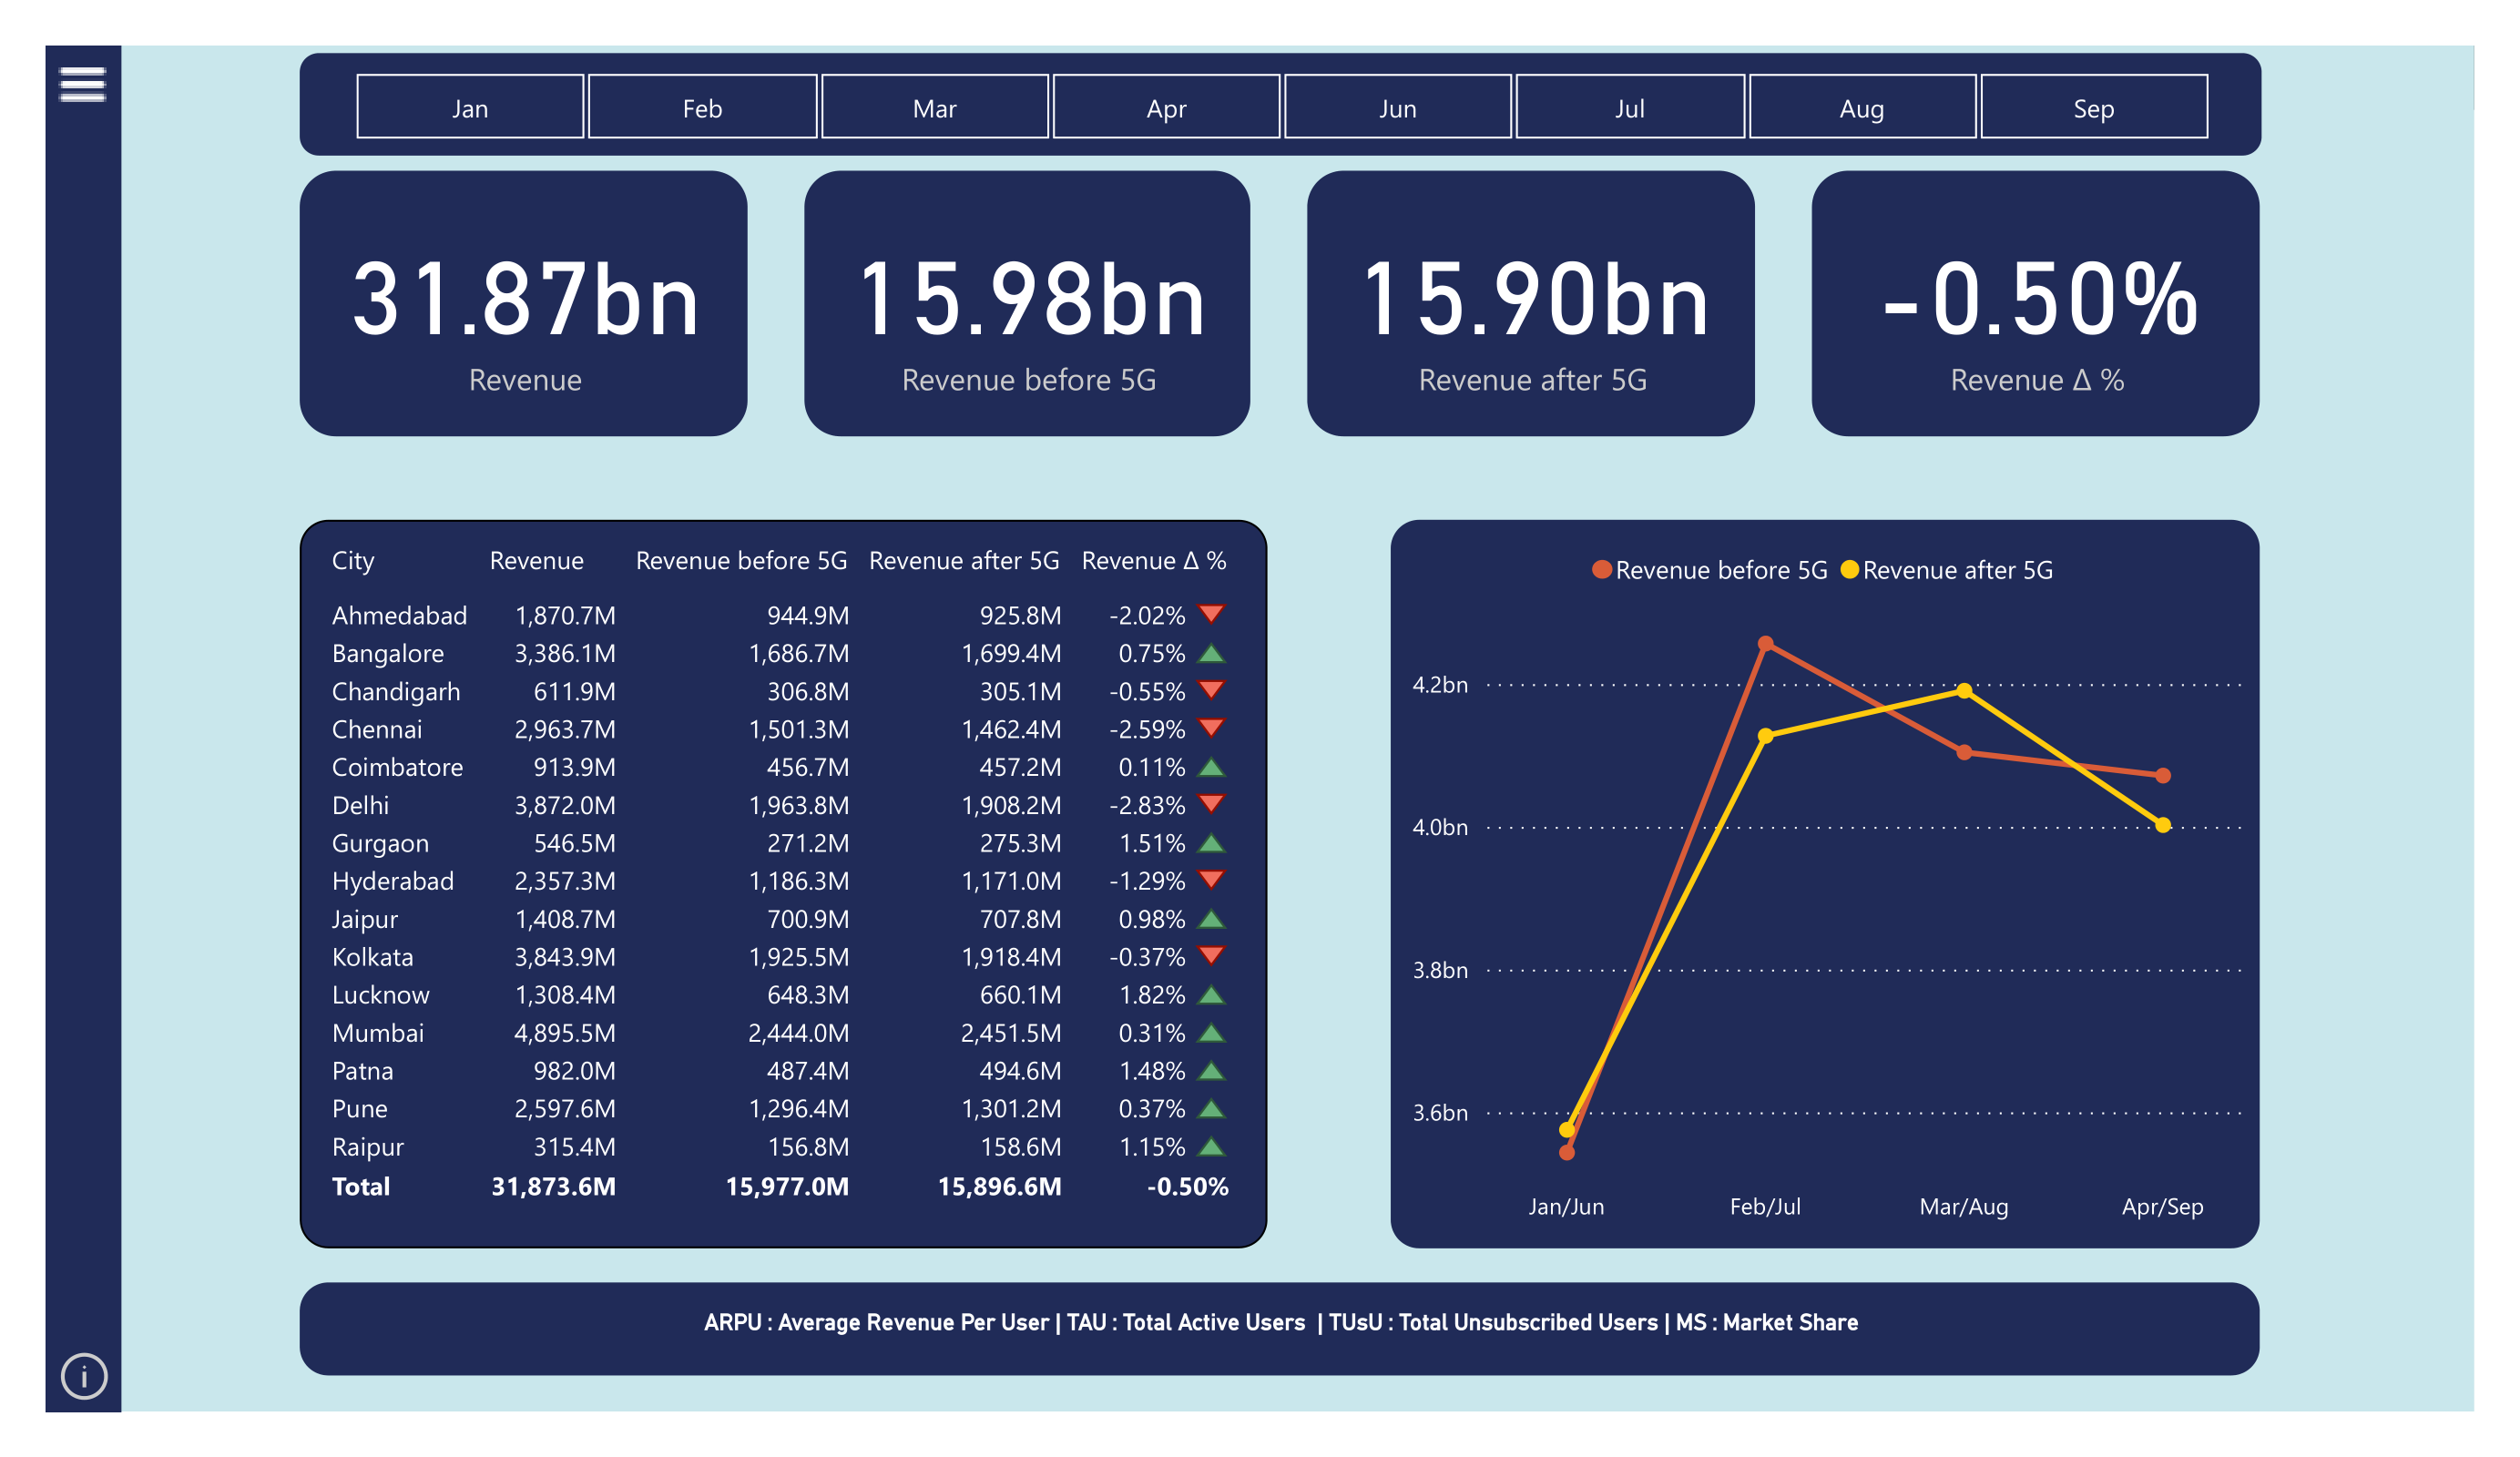 Jan Feb Mar Apr Jun Jul Aug Sep
31.87bn 15.98bn 15.90bn -0.50%
Revenue Revenue before 5G Revenue after 5G Revenue Δ %
City Revenue Revenue before 5G Revenue after 5G Revenue Δ %
Ahmedabad 1,870.7M 944.9M 925.8M -2.02%
Bangalore 3,386.1M 1,686.7M 1,699.4M 0.75%
Chandigarh 611.9M 306.8M 305.1M -0.55%
Chennai 2,963.7M 1,501.3M 1,462.4M -2.59%
Coimbatore 913.9M 456.7M 457.2M 0.11%
Delhi 3,872.0M 1,963.8M 1,908.2M -2.83%
Gurgaon 546.5M 271.2M 275.3M 1.51%
Hyderabad 2,357.3M 1,186.3M 1,171.0M -1.29%
Jaipur 1,408.7M 700.9M 707.8M 0.98%
Kolkata 3,843.9M 1,925.5M 1,918.4M -0.37%
Lucknow 1,308.4M 648.3M 660.1M 1.82%
Mumbai 4,895.5M 2,444.0M 2,451.5M 0.31%
Patna 982.0M 487.4M 494.6M 1.48%
Pune 2,597.6M 1,296.4M 1,301.2M 0.37%
Raipur 315.4M 156.8M 158.6M 1.15%
Total 31,873.6M 15,977.0M 15,896.6M -0.50%
Revenue before 5G Revenue after 5G
4.2bn
4.0bn
3.8bn
3.6bn
Jan/Jun Feb/Jul Mar/Aug Apr/Sep
ARPU : Average Revenue Per User | TAU : Total Active Users | TUsU : Total Unsubscribed Users | MS : Market Share
i